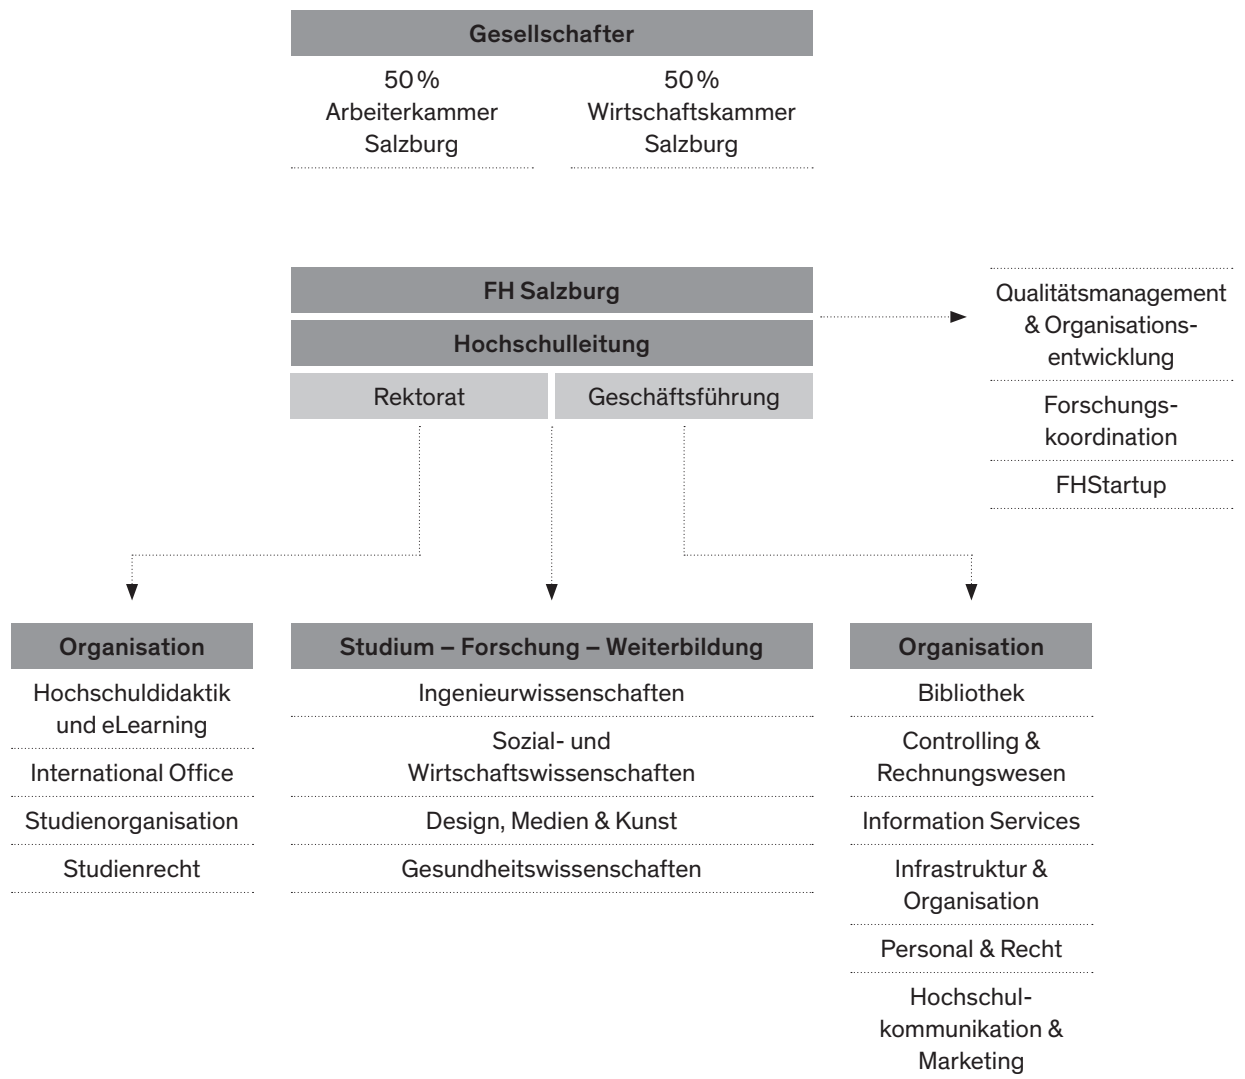 Gesellschafter
50 %
Arbeiterkammer
Salzburg
50 %
Wirtschaftskammer
Salzburg
FH Salzburg
Hochschulleitung
Rektorat
Geschäftsführung
Qualitätsmanagement
& Organisations-
entwicklung
Forschungs-
koordination
FHStartup
Organisation
Hochschuldidaktik
und eLearning
International Office
Studienorganisation
Studienrecht
Studium – Forschung – Weiterbildung
Ingenieurwissenschaften
Sozial- und
Wirtschaftswissenschaften
Design, Medien & Kunst
Gesundheitswissenschaften
Organisation
Bibliothek
Controlling &
Rechnungswesen
Information Services
Infrastruktur &
Organisation
Personal & Recht
Hochschul-
kommunikation &
Marketing